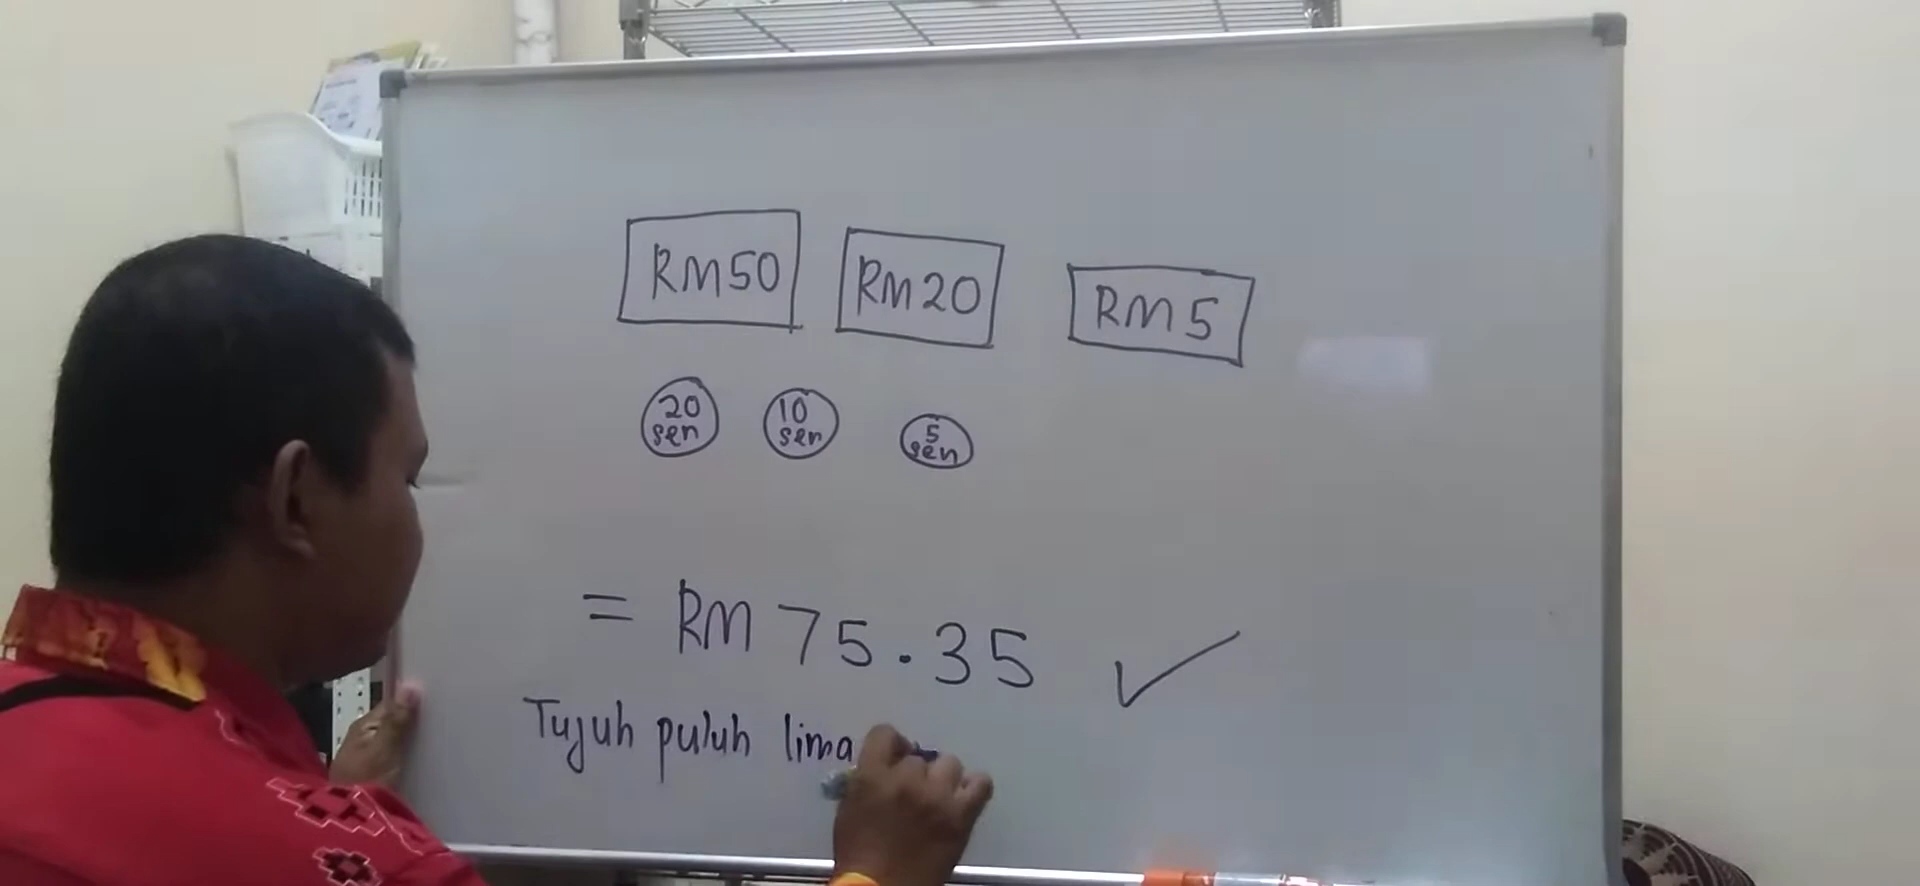 RM50 RM20 RM5
20 sen 10 sen 5 sen
= RM 75.35
Tujuh puluh lima